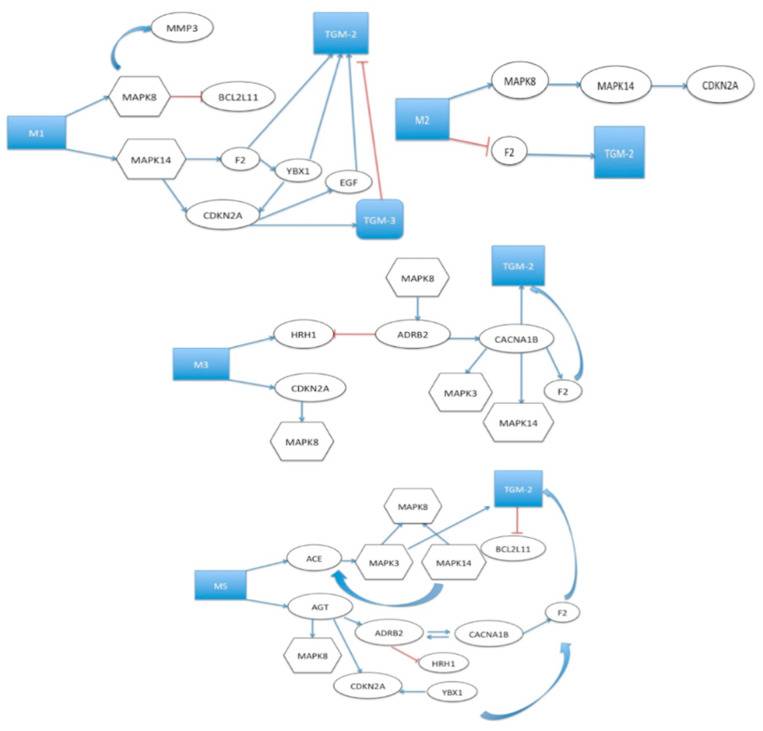 MMP3
TGM-2
MAPK8
BCL2L11
M1
MAPK14
F2
YBX1
EGF
CDKN2A
TGM-3
MAPK8
MAPK14
CDKN2A
M2
F2
TGM-2
TGM-2
MAPK8
HRH1
ADRB2
CACNA1B
M3
CDKN2A
MAPK3
F2
MAPK14
MAPK8
TGM-2
MAPK8
BCL2L11
ACE
MAPK3
MAPK14
M5
AGT
F2
ADRB2
CACNA1B
MAPK8
HRH1
CDKN2A
YBX1